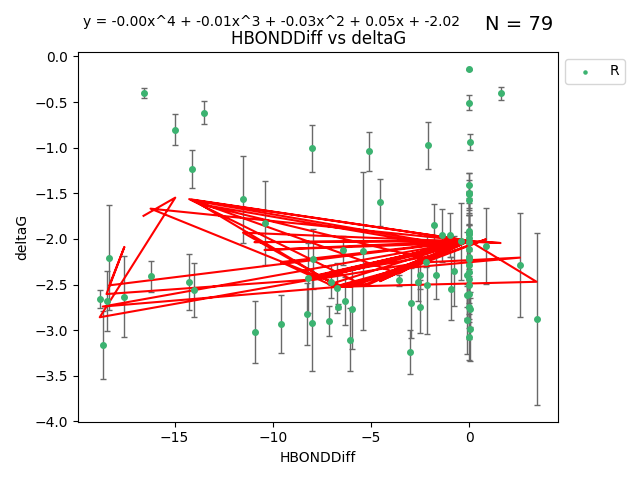 y = -0.00x^4 + -0.01x^3 + -0.03x^2 + 0.05x + -2.02
N = 79
HBONDDiff vs deltaG
R
0.0
−0.5
−1.0
−1.5
−2.0
−2.5
−3.0
−3.5
−4.0
deltaG
−15
−10
−5
0
HBONDDiff